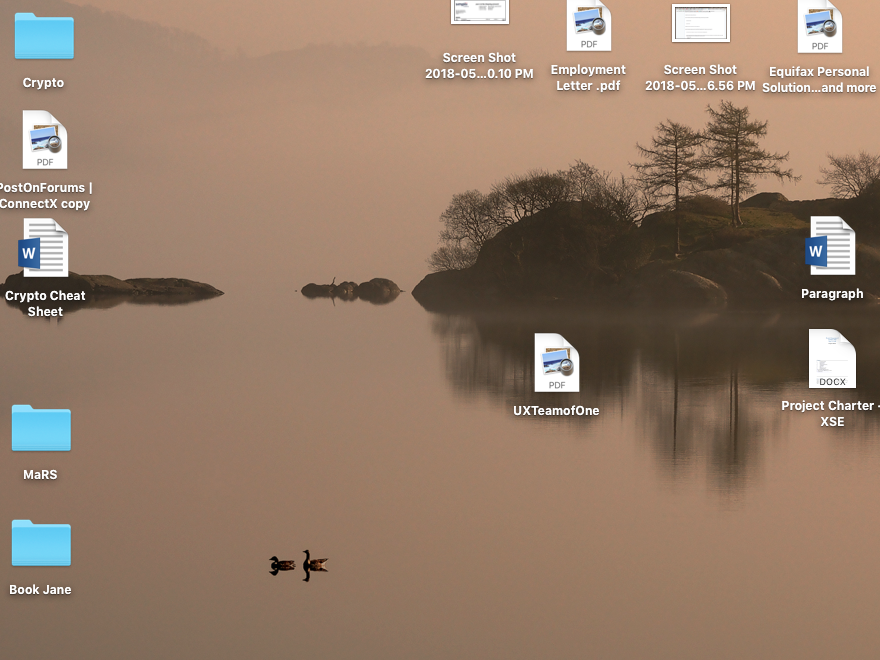 Crypto
Screen Shot
2018-05...0.10 PM
PDF
Employment
Letter .pdf
Screen Shot
2018-05...6.56 PM
PDF
Equifax Personal
Solution...and more
PDF
PostOnForums |
ConnectX copy
W
Crypto Cheat
Sheet
W
Paragraph
PDF
UXTeamofOne
DOCX
Project Charter -
XSE
MaRS
Book Jane